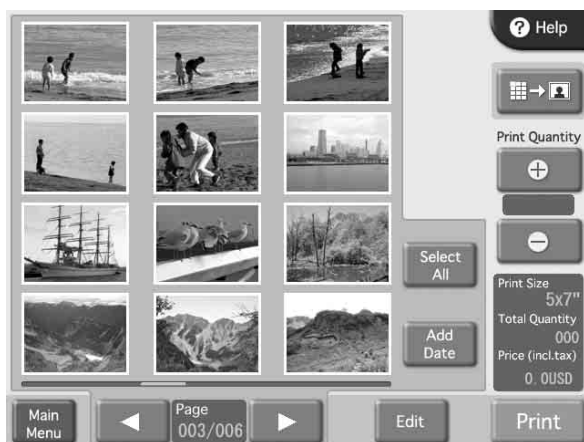 Help
Print Quantity
Select
All
Print Size
5x7"
Total Quantity
000
Add
Date
Price (incl.tax)
0.0USD
Main
Menu
Page
003/006
Edit
Print